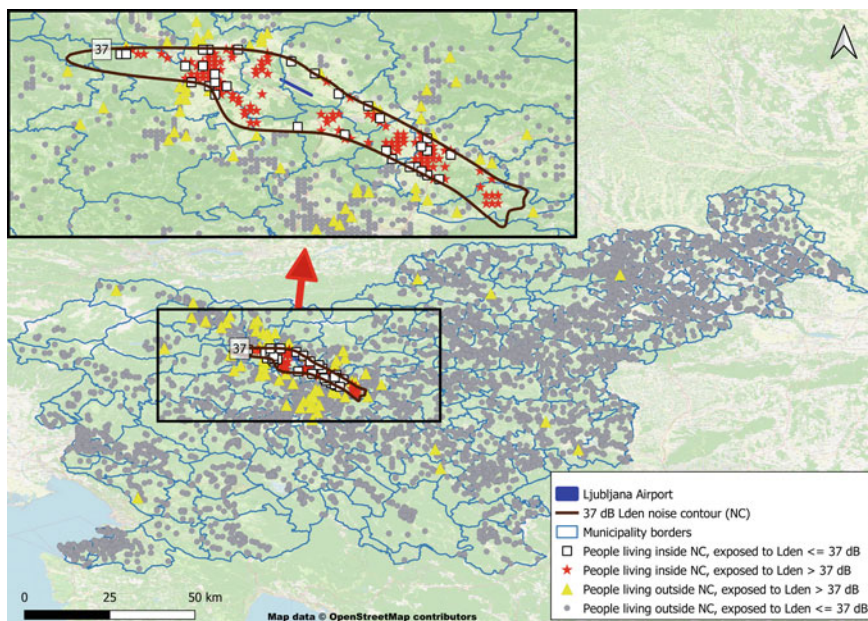 37
37
Ljubljana Airport
37 dB Lden noise contour (NC)
Municipality borders
People living inside NC, exposed to Lden <= 37 dB
People living inside NC, exposed to Lden > 37 dB
People living outside NC, exposed to Lden > 37 dB
People living outside NC, exposed to Lden <= 37 dB
0 25 50 km
Map data © OpenStreetMap contributors